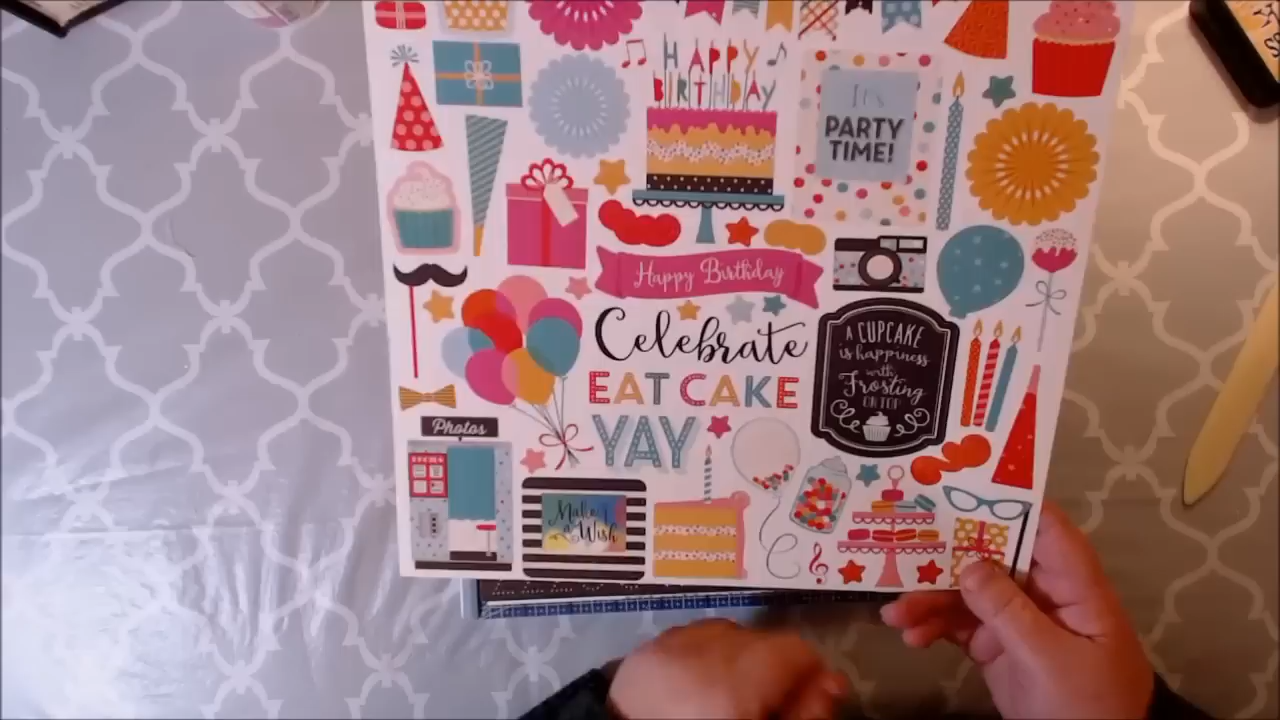 HAPPY
BIRTHDAY
It's
PARTY
TIME!
Happy Birthday
Celebrate
EAT CAKE
YAY
A CUPCAKE
is happiness
with
Frosting
ON TOP
Photos
Make
a Wish